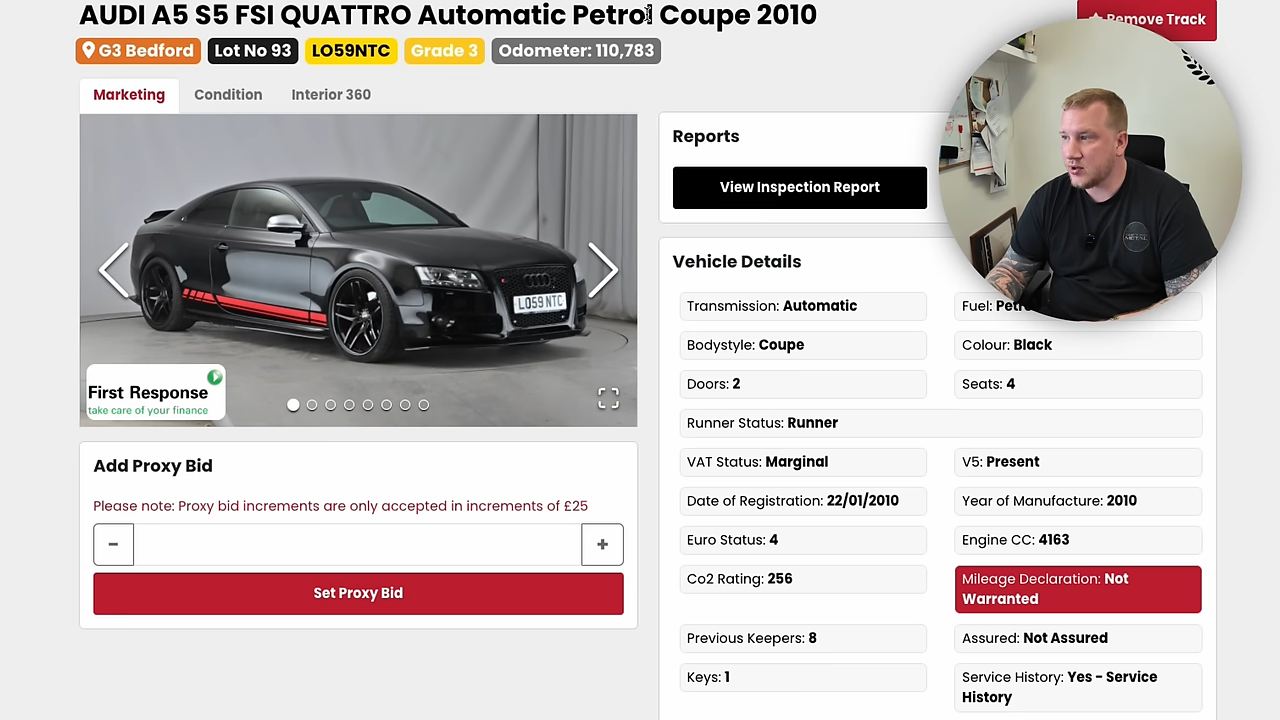 AUDI A5 S5 FSI QUATTRO Automatic Petrol Coupe 2010
Remove Track
G3 Bedford
Lot No 93
LO59NTC
Grade 3
Odometer: 110,783
Marketing
Condition
Interior 360
LO59 NTC
First Response
take care of your finance
Add Proxy Bid
Please note: Proxy bid increments are only accepted in increments of £25
−
+
Set Proxy Bid
Reports
View Inspection Report
Vehicle Details
Transmission: Automatic
Fuel: Petro
Bodystyle: Coupe
Colour: Black
Doors: 2
Seats: 4
Runner Status: Runner
VAT Status: Marginal
V5: Present
Date of Registration: 22/01/2010
Year of Manufacture: 2010
Euro Status: 4
Engine CC: 4163
Co2 Rating: 256
Mileage Declaration: Not
Warranted
Previous Keepers: 8
Assured: Not Assured
Keys: 1
Service History: Yes - Service
History